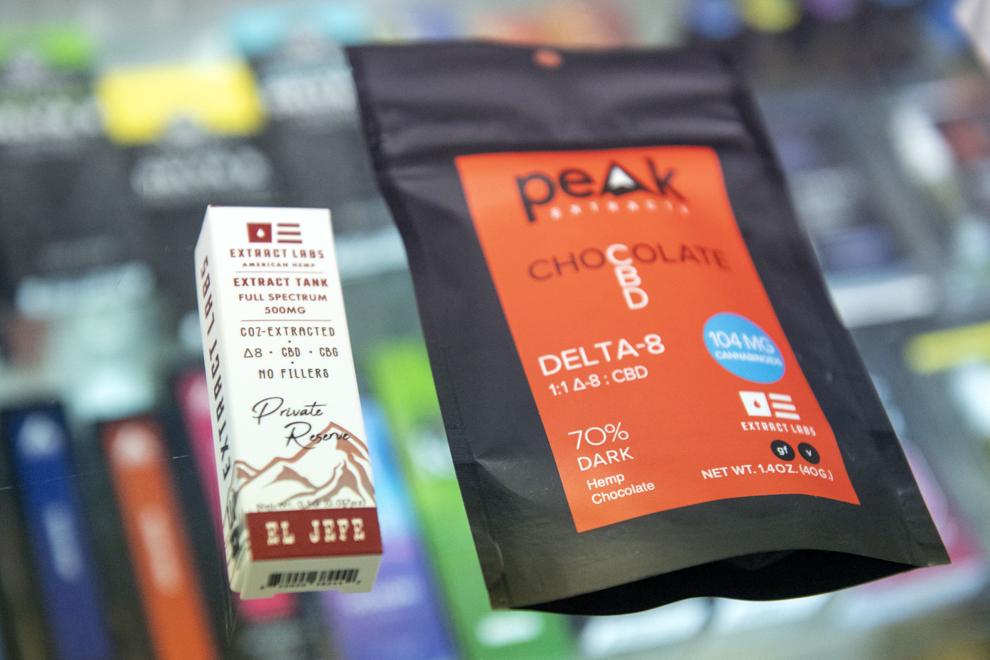 EXTRACT LABS
AMERICAN HEMP
EXTRACT TANK
FULL SPECTRUM
500MG
CO2-EXTRACTED
Δ8 · CBD · CBG
NO FILLERS
Private
Reserve
EL JEFE
EXTRACT LABS
peak
EXTRACTS
CHOCOLATE
CBD
DELTA-8
1:1 Δ-8 : CBD
104 MG
CANNABINOIDS
EXTRACT LABS
70%
DARK
Hemp
Chocolate
gf v
NET WT. 1.4OZ. (40G.)